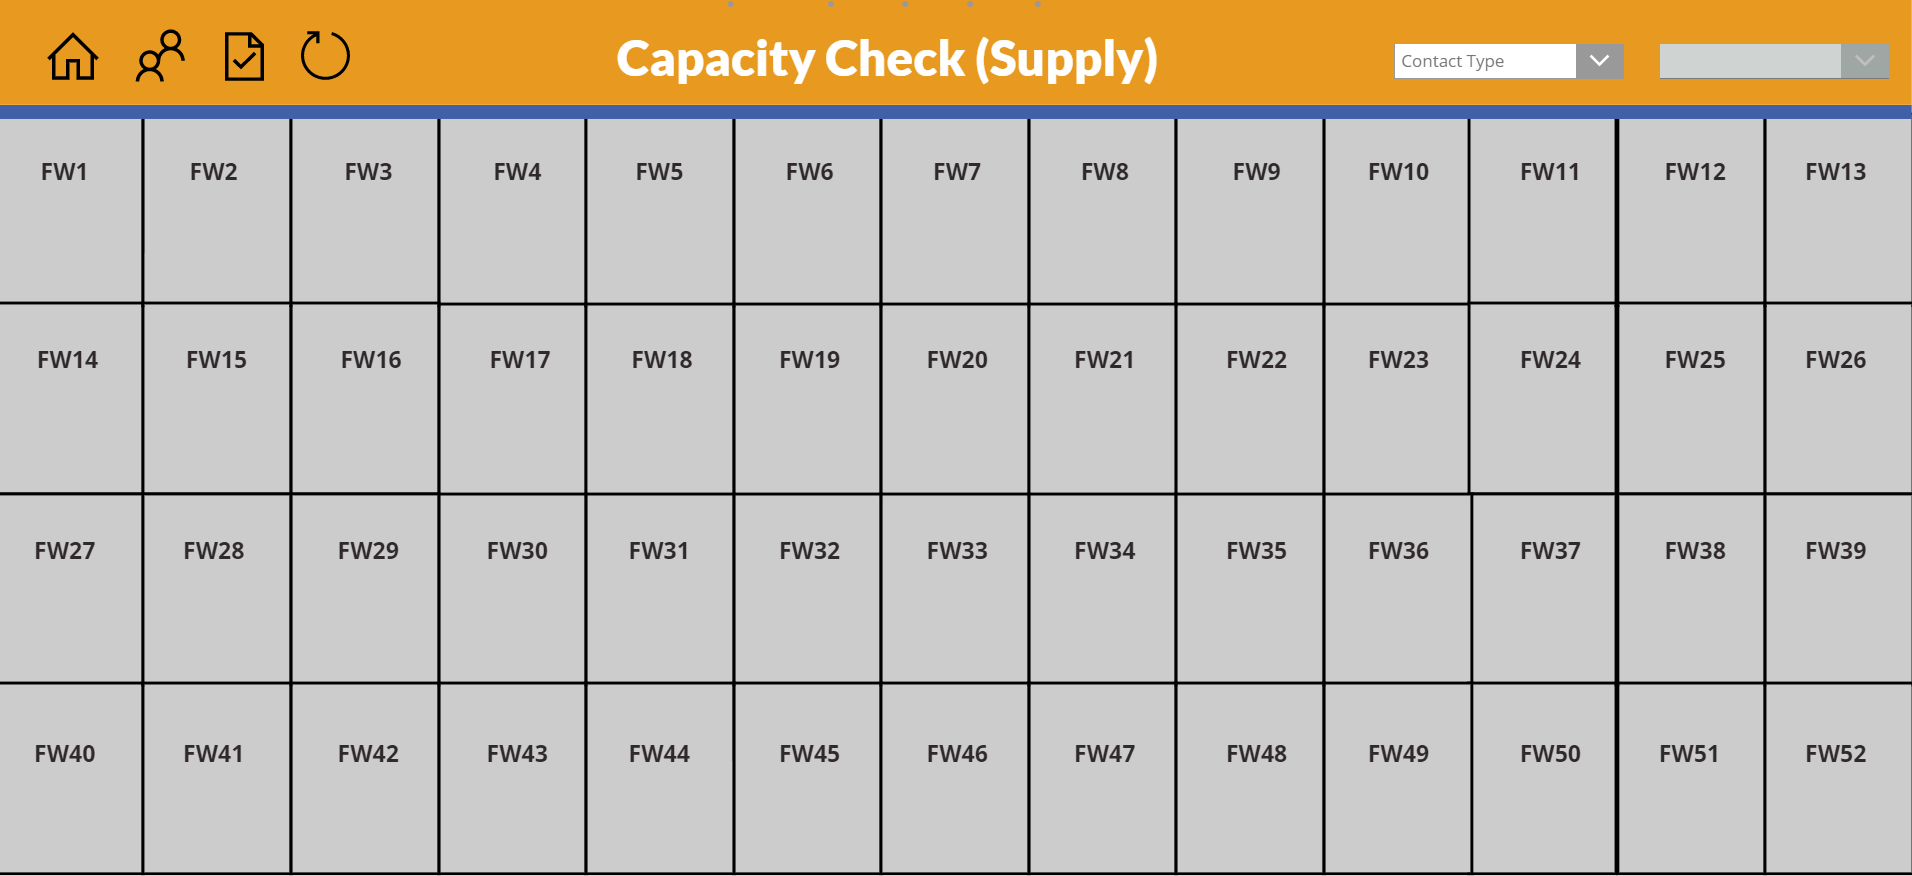 Capacity Check (Supply)
Contact Type
FW1 FW2 FW3 FW4 FW5 FW6 FW7 FW8 FW9 FW10 FW11 FW12 FW13
FW14 FW15 FW16 FW17 FW18 FW19 FW20 FW21 FW22 FW23 FW24 FW25 FW26
FW27 FW28 FW29 FW30 FW31 FW32 FW33 FW34 FW35 FW36 FW37 FW38 FW39
FW40 FW41 FW42 FW43 FW44 FW45 FW46 FW47 FW48 FW49 FW50 FW51 FW52